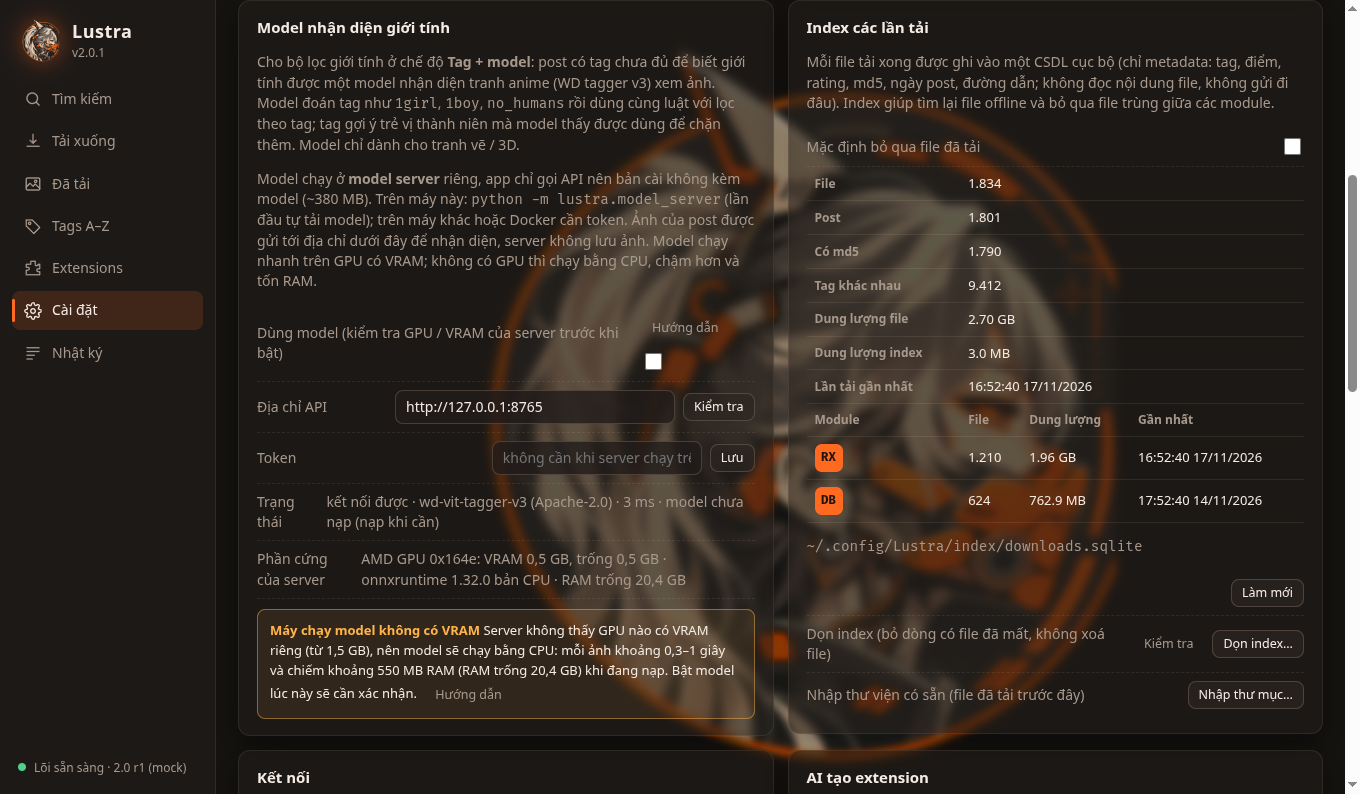 Lustra
v2.0.1
Tìm kiếm
Tải xuống
Đã tải
Tags A–Z
Extensions
Cài đặt
Nhật ký
Lõi sẵn sàng · 2.0 r1 (mock)
Model nhận diện giới tính
Cho bộ lọc giới tính ở chế độ Tag + model: post có tag chưa đủ để biết giới
tính được một model nhận diện tranh anime (WD tagger v3) xem ảnh.
Model đoán tag như 1girl, 1boy, no_humans rồi dùng cùng luật với lọc
theo tag; tag gợi ý trẻ vị thành niên mà model thấy được dùng để chặn
thêm. Model chỉ dành cho tranh vẽ / 3D.
Model chạy ở model server riêng, app chỉ gọi API nên bản cài không kèm
model (~380 MB). Trên máy này: python -m lustra.model_server (lần
đầu tự tải model); trên máy khác hoặc Docker cần token. Ảnh của post được
gửi tới địa chỉ dưới đây để nhận diện, server không lưu ảnh. Model chạy
nhanh trên GPU có VRAM; không có GPU thì chạy bằng CPU, chậm hơn và
tốn RAM.
Dùng model (kiểm tra GPU / VRAM của server trước khi
bật)
Hướng dẫn
Địa chỉ API
http://127.0.0.1:8765
Kiểm tra
Token
không cần khi server chạy trê
Lưu
Trạng
thái
kết nối được · wd-vit-tagger-v3 (Apache-2.0) · 3 ms · model chưa
nạp (nạp khi cần)
Phần cứng
của server
AMD GPU 0x164e: VRAM 0,5 GB, trống 0,5 GB ·
onnxruntime 1.32.0 bản CPU · RAM trống 20,4 GB
Máy chạy model không có VRAM Server không thấy GPU nào có VRAM
riêng (từ 1,5 GB), nên model sẽ chạy bằng CPU: mỗi ảnh khoảng 0,3–1 giây
và chiếm khoảng 550 MB RAM (RAM trống 20,4 GB) khi đang nạp. Bật model
lúc này sẽ cần xác nhận. Hướng dẫn
Kết nối
Index các lần tải
Mỗi file tải xong được ghi vào một CSDL cục bộ (chỉ metadata: tag, điểm,
rating, md5, ngày post, đường dẫn; không đọc nội dung file, không gửi đi
đâu). Index giúp tìm lại file offline và bỏ qua file trùng giữa các module.
Mặc định bỏ qua file đã tải
File 1.834
Post 1.801
Có md5 1.790
Tag khác nhau 9.412
Dung lượng file 2.70 GB
Dung lượng index 3.0 MB
Lần tải gần nhất 16:52:40 17/11/2026
Module File Dung lượng Gần nhất
RX 1.210 1.96 GB 16:52:40 17/11/2026
DB 624 762.9 MB 17:52:40 14/11/2026
~/.config/Lustra/index/downloads.sqlite
Làm mới
Dọn index (bỏ dòng có file đã mất, không xoá
file)
Kiểm tra
Dọn index…
Nhập thư viện có sẵn (file đã tải trước đây)
Nhập thư mục…
AI tạo extension